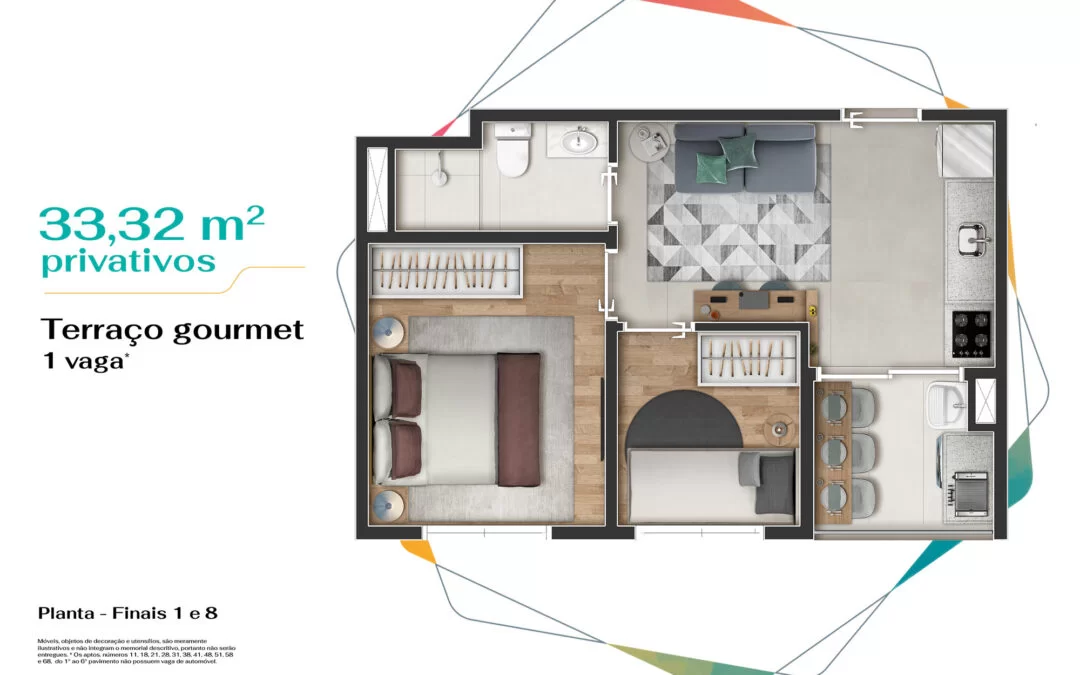 33,32 m²
privativos
Terraço gourmet
1 vaga*
Planta - Finais 1 e 8
Móveis, objetos de decoração e utensílios, são meramente
ilustrativos e não integram o memorial descritivo, portanto não serão
entregues. * Os aptos. números 11, 18, 21, 28, 31, 38, 41, 48, 51, 58
e 68, do 1° ao 6° pavimento não possuem vaga de automóvel.